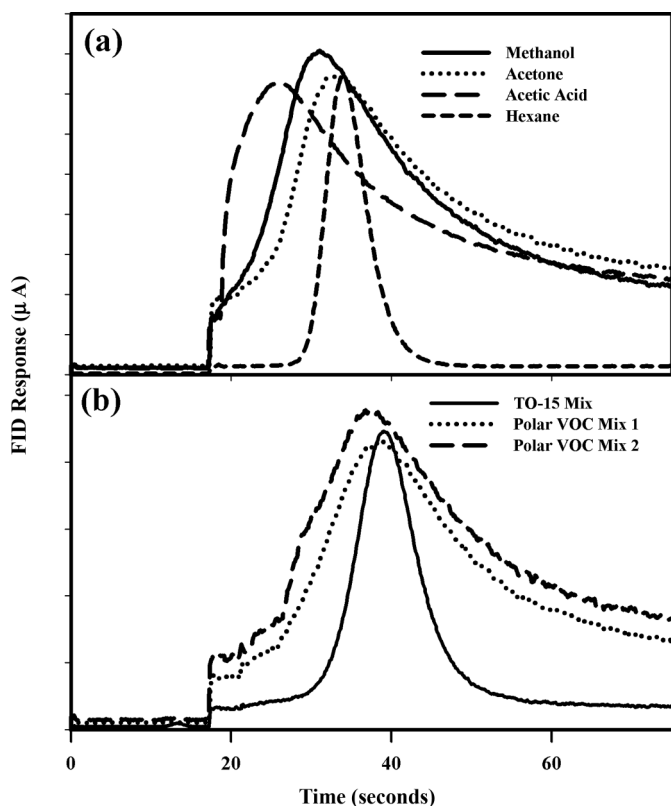 (a)
Methanol
Acetone
Acetic Acid
Hexane
FID Response (μ A)
(b)
TO-15 Mix
Polar VOC Mix 1
Polar VOC Mix 2
0
20
40
60
Time (seconds)